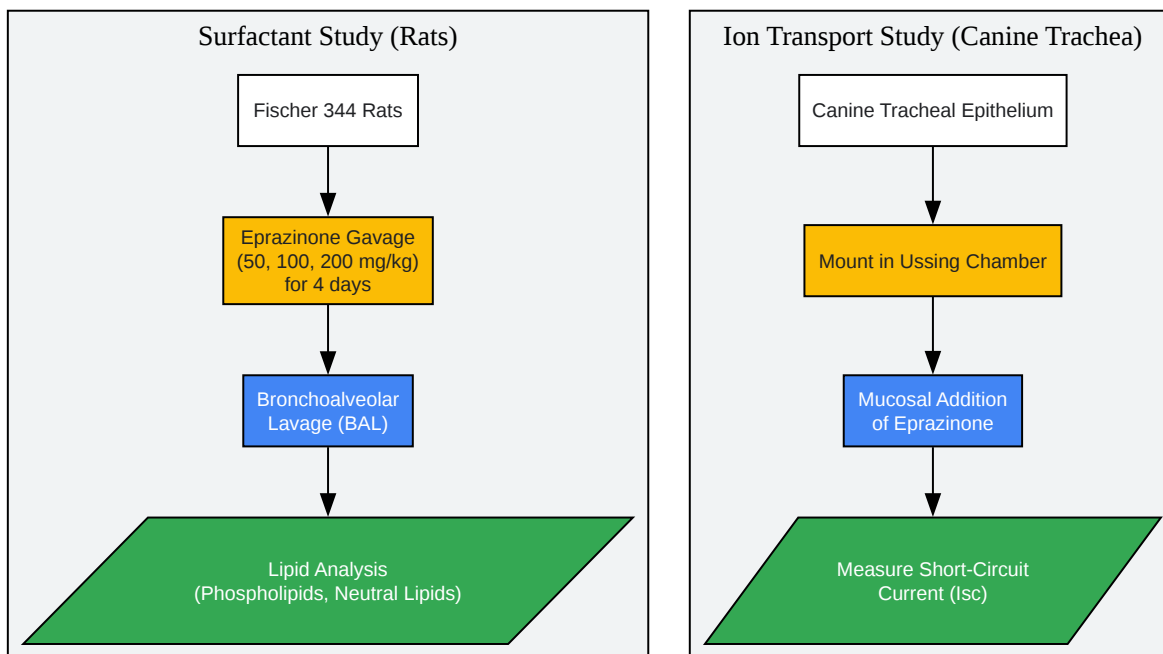 Surfactant Study (Rats)
Fischer 344 Rats
Eprazinone Gavage
(50, 100, 200 mg/kg)
for 4 days
Bronchoalveolar
Lavage (BAL)
Lipid Analysis
(Phospholipids, Neutral Lipids)
Ion Transport Study (Canine Trachea)
Canine Tracheal Epithelium
Mount in Ussing Chamber
Mucosal Addition
of Eprazinone
Measure Short-Circuit
Current (Isc)